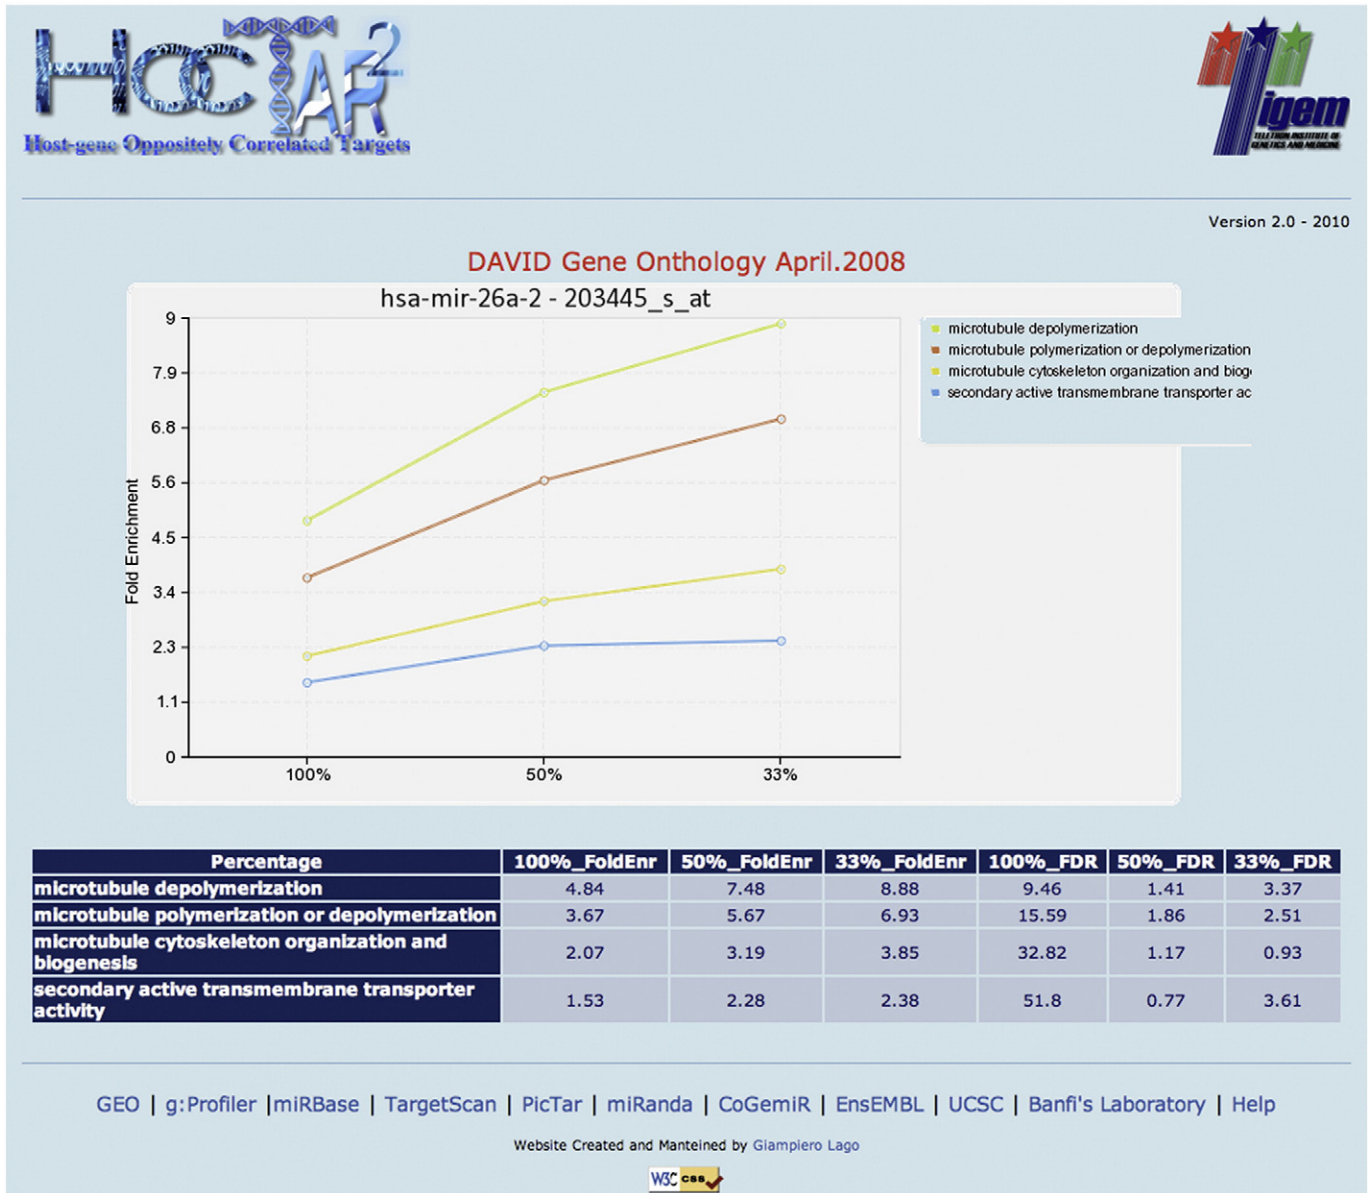 HOCTAR2
Host-gene Oppositely Correlated Targets
igem
TELETHON INSTITUTE OF
GENETICS AND MEDICINE
Version 2.0 - 2010
DAVID Gene Onthology April.2008
hsa-mir-26a-2 - 203445_s_at
9
7.9
6.8
5.6
4.5
3.4
2.3
1.1
0
Fold Enrichment
100% 50% 33%
microtubule depolymerization
microtubule polymerization or depolymerization
microtubule cytoskeleton organization and biog
secondary active transmembrane transporter ac
Percentage 100%_FoldEnr 50%_FoldEnr 33%_FoldEnr 100%_FDR 50%_FDR 33%_FDR
microtubule depolymerization 4.84 7.48 8.88 9.46 1.41 3.37
microtubule polymerization or depolymerization 3.67 5.67 6.93 15.59 1.86 2.51
microtubule cytoskeleton organization and
biogenesis 2.07 3.19 3.85 32.82 1.17 0.93
secondary active transmembrane transporter
activity 1.53 2.28 2.38 51.8 0.77 3.61
GEO | g:Profiler |miRBase | TargetScan | PicTar | miRanda | CoGemiR | EnsEMBL | UCSC | Banfi's Laboratory | Help
Website Created and Manteined by Giampiero Lago
W3C css